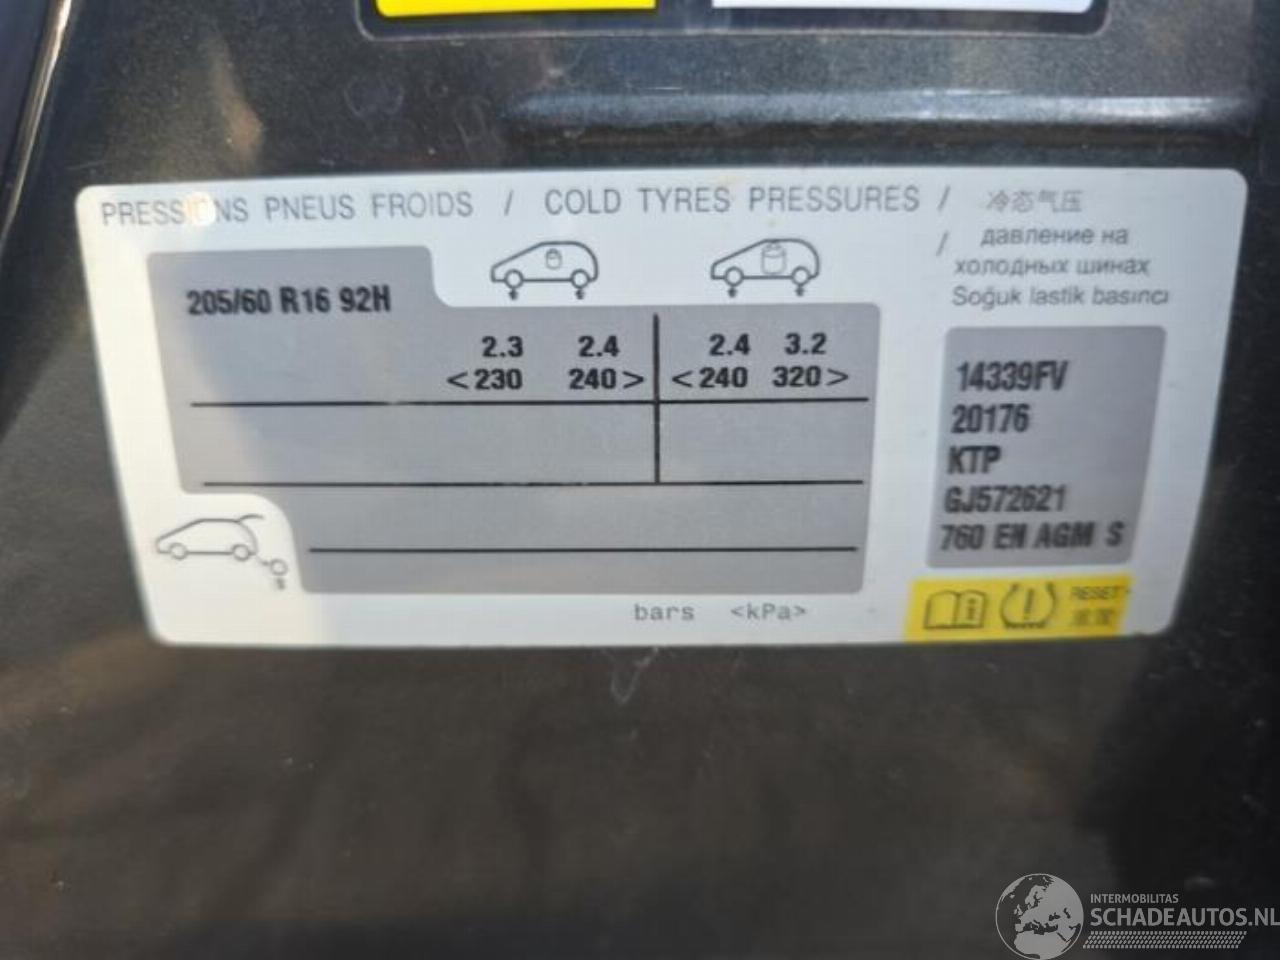 PRESSIONS PNEUS FROIDS / COLD TYRES PRESSURES / 冷态气压
/ давление на
холодных шинах
Soğuk lastik basıncı
205/60 R16 92H
2.3 2.4 2.4 3.2
<230 240> <240 320>
14339FV
20176
KTP
GJ572621
760 EN AGM S
RESET
bars <kPa>
INTERMOBILITAS
SCHADEAUTOS.NL